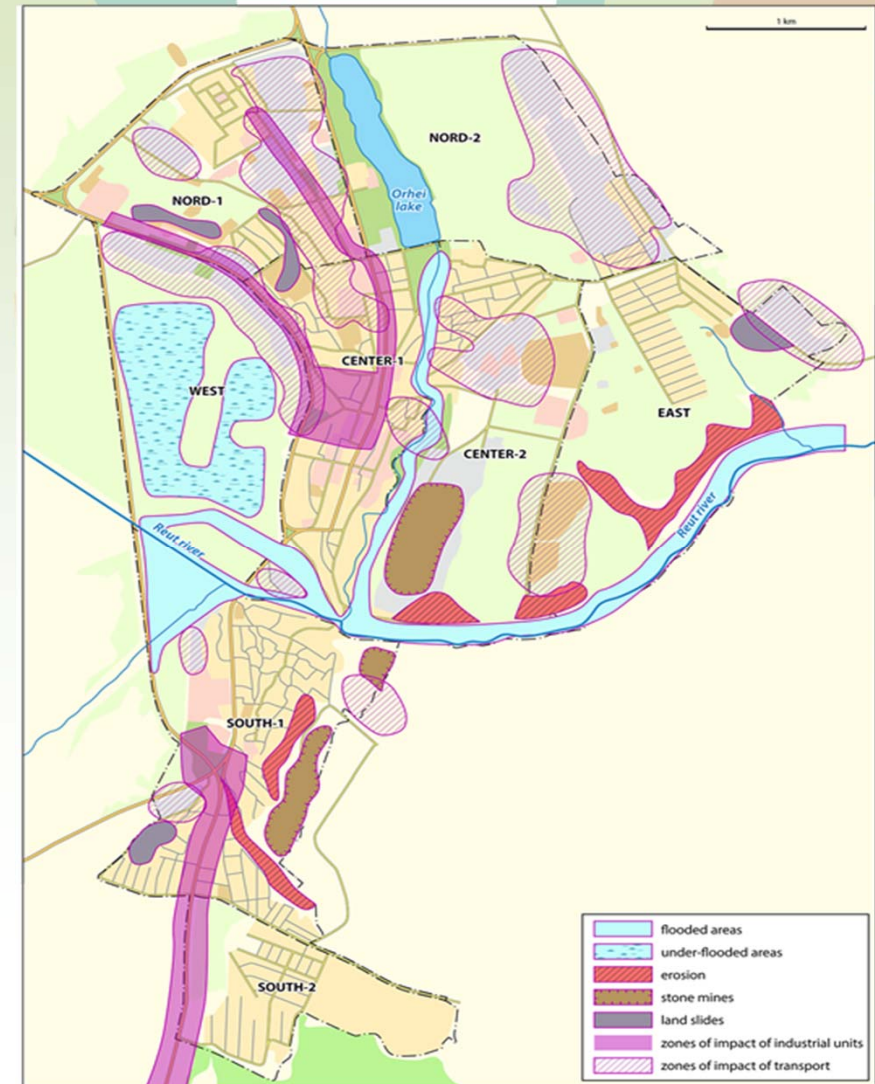 1 km
NORD-2
Orhei
lake
NORD-1
CENTER-1
WEST
EAST
CENTER-2
Reut river
Reut river
SOUTH-1
SOUTH-2
flooded areas
under-flooded areas
erosion
stone mines
land slides
zones of impact of industrial units
zones of impact of transport